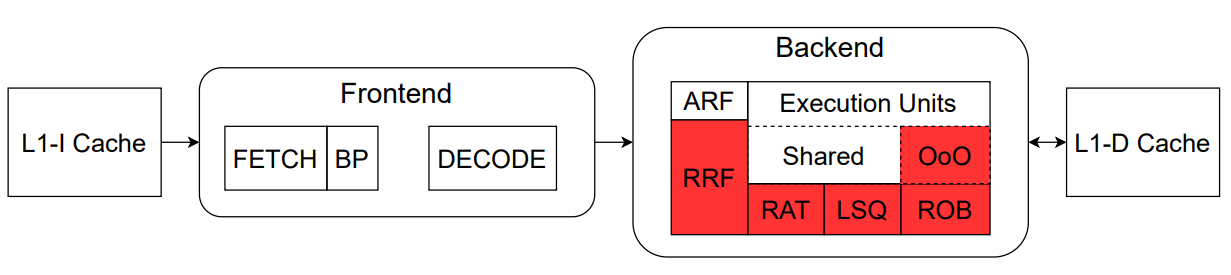 L1-I Cache
Frontend
FETCH
BP
DECODE
Backend
ARF
Execution Units
RRF
Shared
OoO
RAT
LSQ
ROB
L1-D Cache